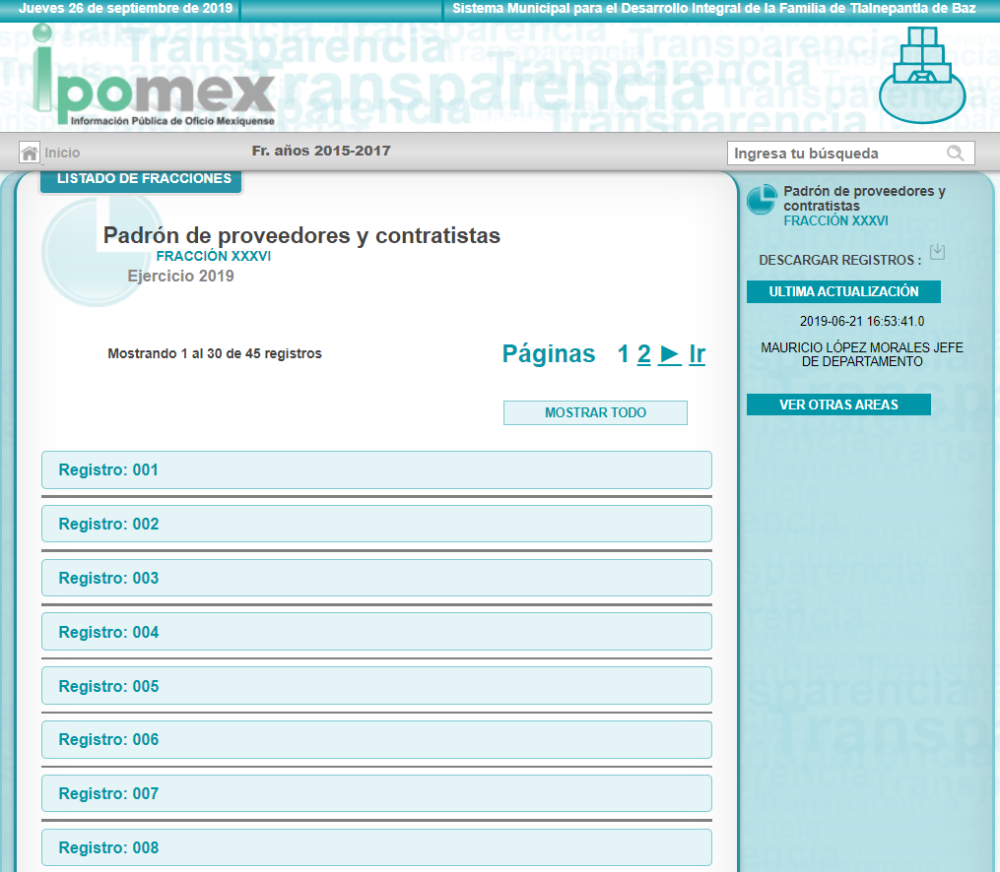 Jueves 26 de septiembre de 2019
Sistema Municipal para el Desarrollo Integral de la Familia de Tlalnepantla de Baz
ipomex
Información Pública de Oficio Mexiquense
Transparencia
Inicio
Fr. años 2015-2017
Ingresa tu búsqueda
LISTADO DE FRACCIONES
Padrón de proveedores y contratistas
FRACCIÓN XXXVI
Ejercicio 2019
Mostrando 1 al 30 de 45 registros
Páginas 1 2 ► Ir
MOSTRAR TODO
Registro: 001
Registro: 002
Registro: 003
Registro: 004
Registro: 005
Registro: 006
Registro: 007
Registro: 008
Padrón de proveedores y
contratistas
FRACCIÓN XXXVI
DESCARGAR REGISTROS :
ULTIMA ACTUALIZACIÓN
2019-06-21 16:53:41.0
MAURICIO LÓPEZ MORALES JEFE
DE DEPARTAMENTO
VER OTRAS AREAS